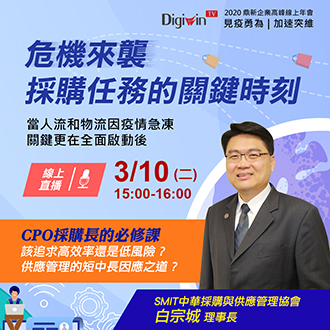 Digiwin TV
2020 鼎新企業高峰線上年會
見疫勇為｜加速突維
危機來襲
採購任務的關鍵時刻
當人流和物流因疫情急凍
關鍵更在全面啟動後
線上
直播
3/10 (二)
15:00-16:00
CPO採購長的必修課
該追求高效率還是低風險？
供應管理的短中長因應之道？
SMIT中華採購與供應管理協會
白宗城 理事長